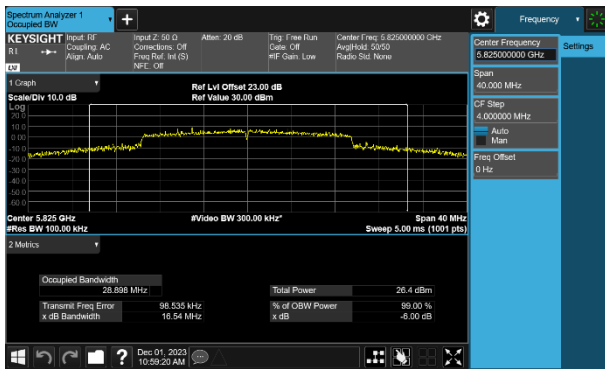 Spectrum Analyzer 1
Occupied BW
+
Frequency
KEYSIGHT
R L
LXI
Input: RF
Coupling: AC
Align: Auto
Input Z: 50 Ω
Corrections: Off
Freq Ref: Int (S)
NFE: Off
Atten: 20 dB
Trig: Free Run
Gate: Off
#IF Gain: Low
Center Freq: 5.825000000 GHz
Avg|Hold: 50/50
Radio Std: None
Center Frequency
5.825000000 GHz
Settings
Span
40.000 MHz
CF Step
4.000000 MHz
Auto
Man
Freq Offset
0 Hz
1 Graph
Scale/Div 10.0 dB
Ref Lvl Offset 23.00 dB
Ref Value 30.00 dBm
Log
20.0
10.0
0.00
-10.0
-20.0
-30.0
-40.0
-50.0
-60.0
Center 5.825 GHz
#Res BW 100.00 kHz
#Video BW 300.00 kHz*
Span 40 MHz
Sweep 5.00 ms (1001 pts)
2 Metrics
Occupied Bandwidth
28.898 MHz
Total Power
26.4 dBm
Transmit Freq Error
98.535 kHz
% of OBW Power
99.00 %
x dB Bandwidth
16.54 MHz
x dB
-6.00 dB
?
Dec 01, 2023
10:59:20 AM